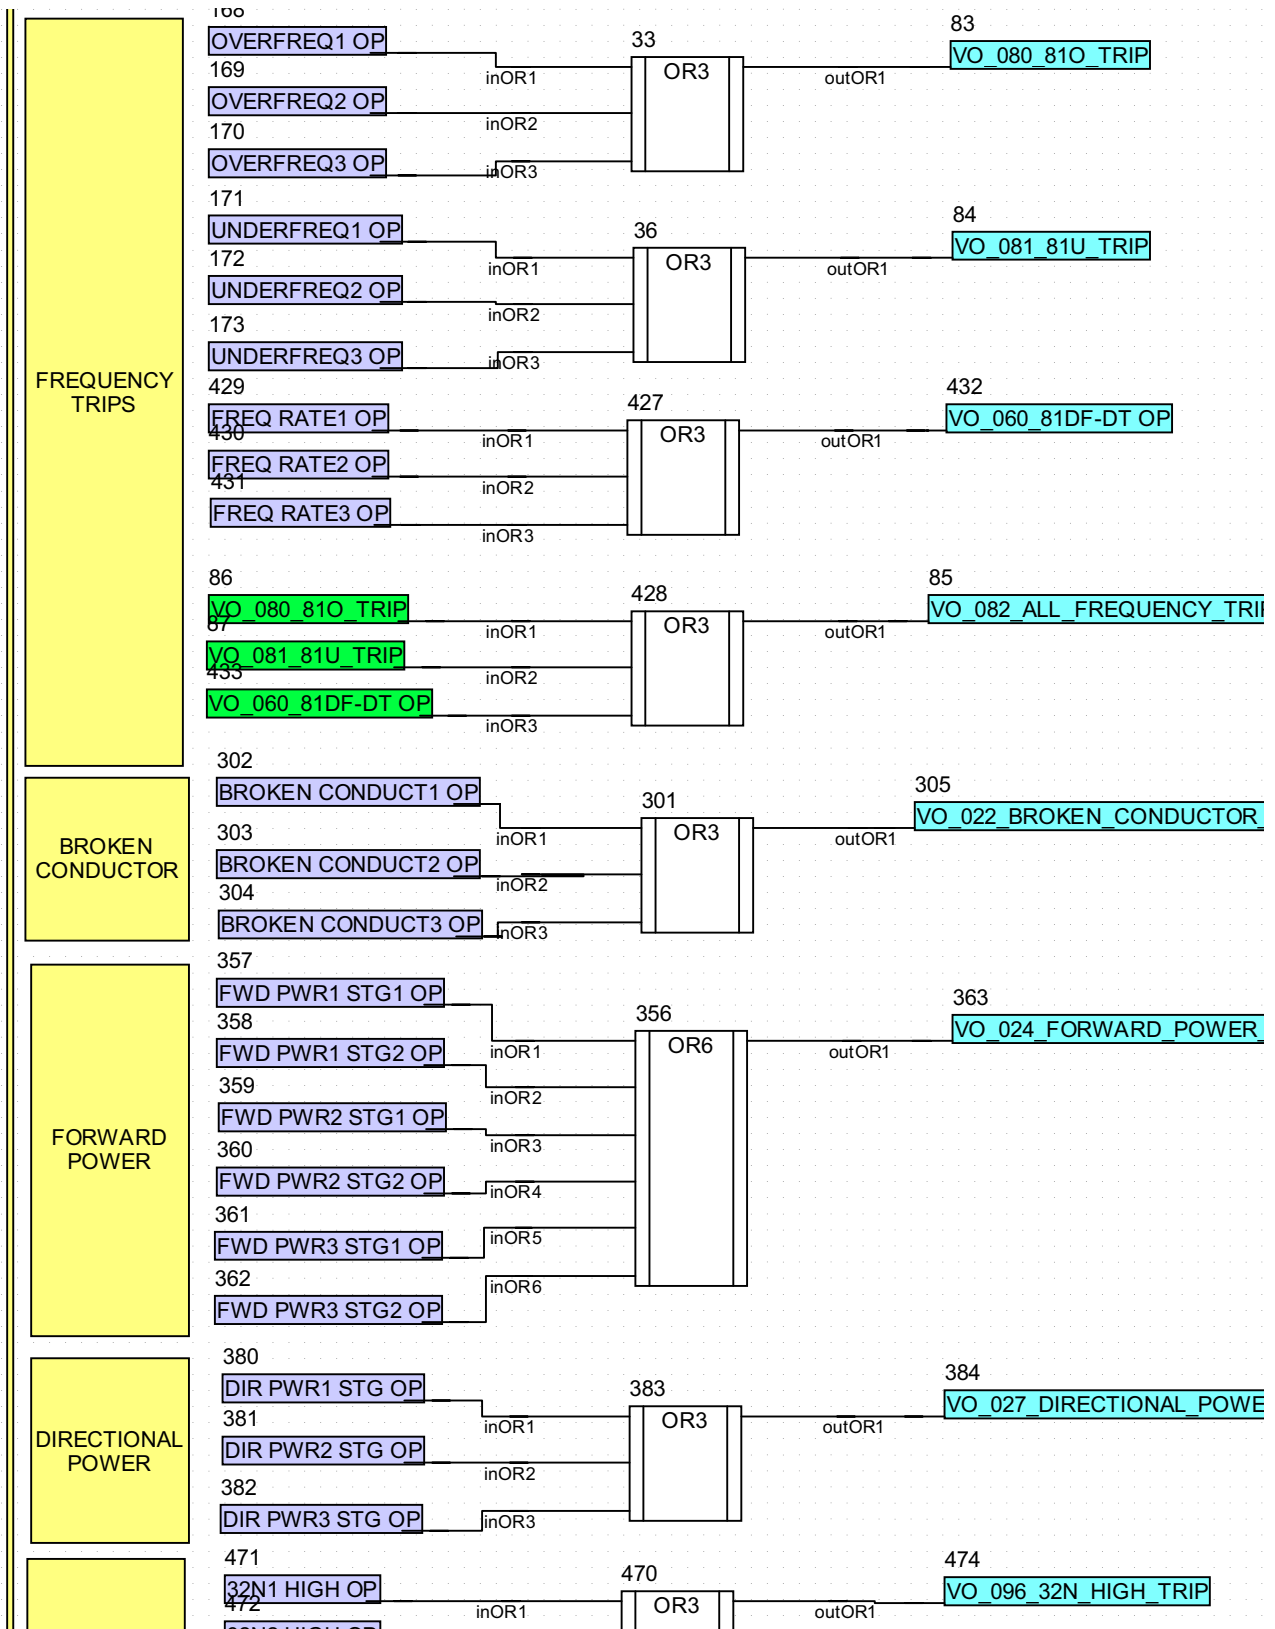 168
OVERFREQ1 OP
inOR1
33
OR3
outOR1
83
VO_080_81O_TRIP
169
OVERFREQ2 OP
inOR2
170
OVERFREQ3 OP
inOR3
171
UNDERFREQ1 OP
inOR1
36
OR3
outOR1
84
VO_081_81U_TRIP
172
UNDERFREQ2 OP
inOR2
173
UNDERFREQ3 OP
inOR3
FREQUENCY
TRIPS
429
FREQ RATE1 OP
inOR1
427
OR3
outOR1
432
VO_060_81DF-DT OP
430
FREQ RATE2 OP
inOR2
431
FREQ RATE3 OP
inOR3
86
VO_080_81O_TRIP
inOR1
428
OR3
outOR1
85
VO_082_ALL_FREQUENCY_TRIP
87
VO_081_81U_TRIP
inOR2
433
VO_060_81DF-DT OP
inOR3
BROKEN
CONDUCTOR
302
BROKEN CONDUCT1 OP
inOR1
301
OR3
outOR1
305
VO_022_BROKEN_CONDUCTOR_
303
BROKEN CONDUCT2 OP
inOR2
304
BROKEN CONDUCT3 OP
inOR3
FORWARD
POWER
357
FWD PWR1 STG1 OP
inOR1
356
OR6
outOR1
363
VO_024_FORWARD_POWER_
358
FWD PWR1 STG2 OP
inOR2
359
FWD PWR2 STG1 OP
inOR3
360
FWD PWR2 STG2 OP
inOR4
361
FWD PWR3 STG1 OP
inOR5
362
FWD PWR3 STG2 OP
inOR6
DIRECTIONAL
POWER
380
DIR PWR1 STG OP
inOR1
383
OR3
outOR1
384
VO_027_DIRECTIONAL_POWE
381
DIR PWR2 STG OP
inOR2
382
DIR PWR3 STG OP
inOR3
471
32N1 HIGH OP
inOR1
470
OR3
outOR1
474
VO_096_32N_HIGH_TRIP
472